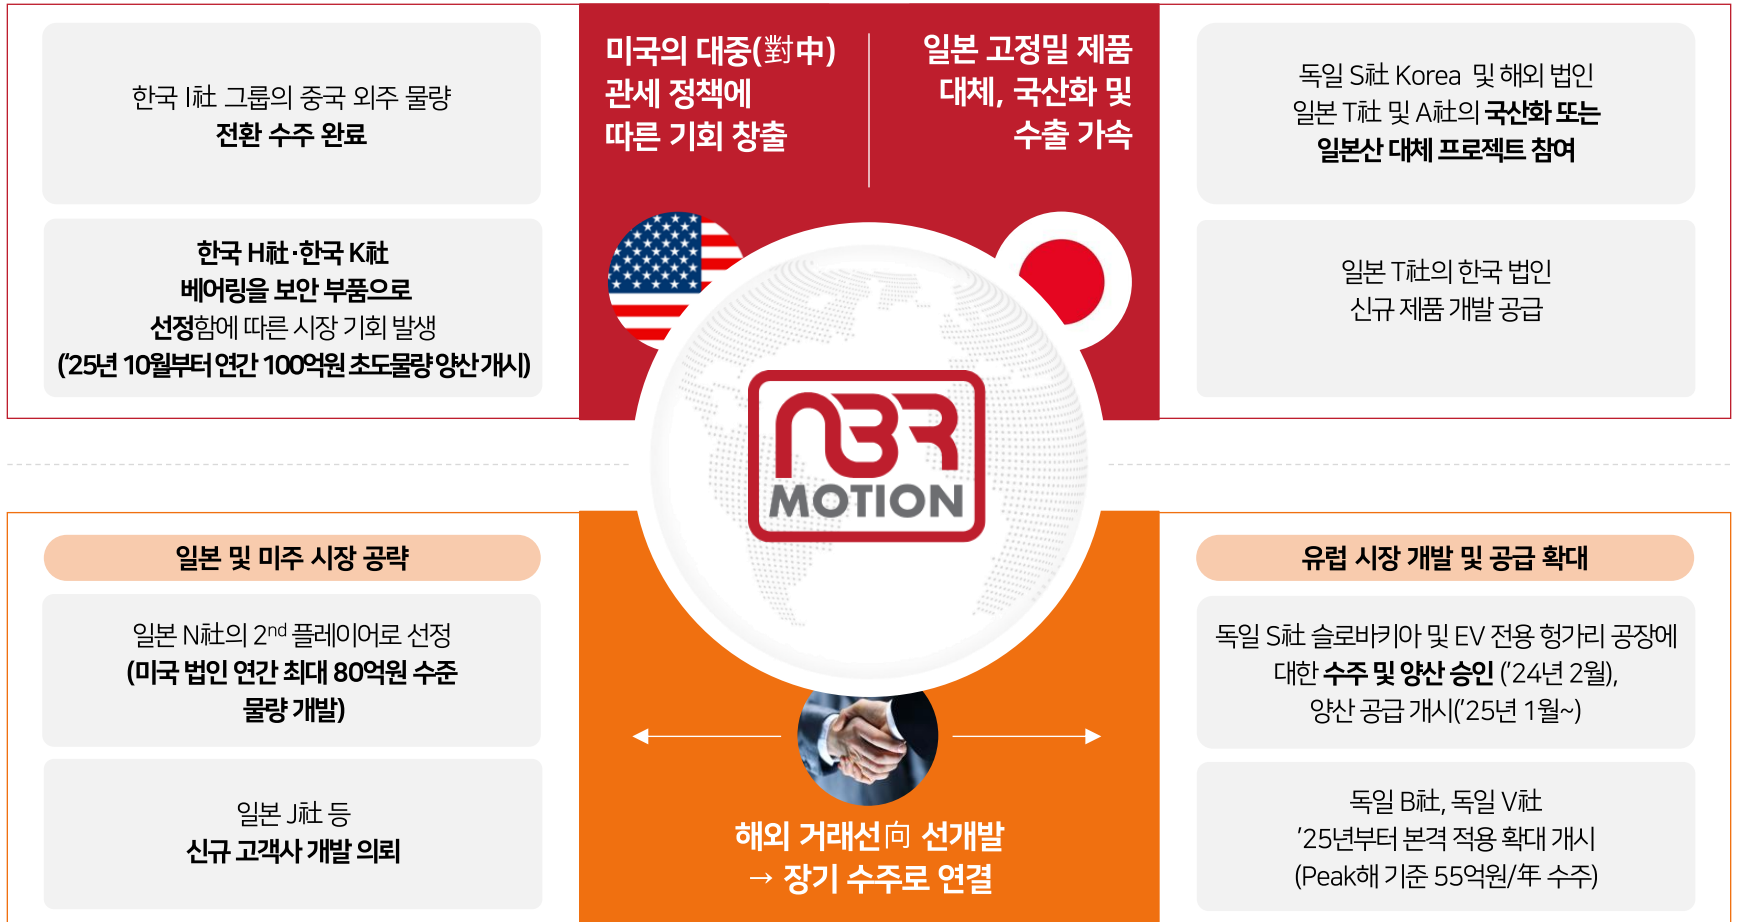 미국의 대중(對中)
관세 정책에
따른 기회 창출
한국 I社 그룹의 중국 외주 물량
전환 수주 완료
한국 H社·한국 K社
베어링을 보안 부품으로
선정함에 따른 시장 기회 발생
(‘25년 10월부터 연간 100억원 초도물량 양산 개시)
일본 고정밀 제품
대체, 국산화 및
수출 가속
독일 S社 Korea 및 해외 법인
일본 T社 및 A社의 국산화 또는
일본산 대체 프로젝트 참여
일본 T社의 한국 법인
신규 제품 개발 공급
NBR
MOTION
일본 및 미주 시장 공략
일본 N社의 2nd 플레이어로 선정
(미국 법인 연간 최대 80억원 수준
물량 개발)
일본 J社 등
신규 고객사 개발 의뢰
해외 거래선向 선개발
→ 장기 수주로 연결
유럽 시장 개발 및 공급 확대
독일 S社 슬로바키아 및 EV 전용 헝가리 공장에
대한 수주 및 양산 승인 (’24년 2월),
양산 공급 개시(’25년 1월~)
독일 B社, 독일 V社
’25년부터 본격 적용 확대 개시
(Peak해 기준 55억원/年 수주)